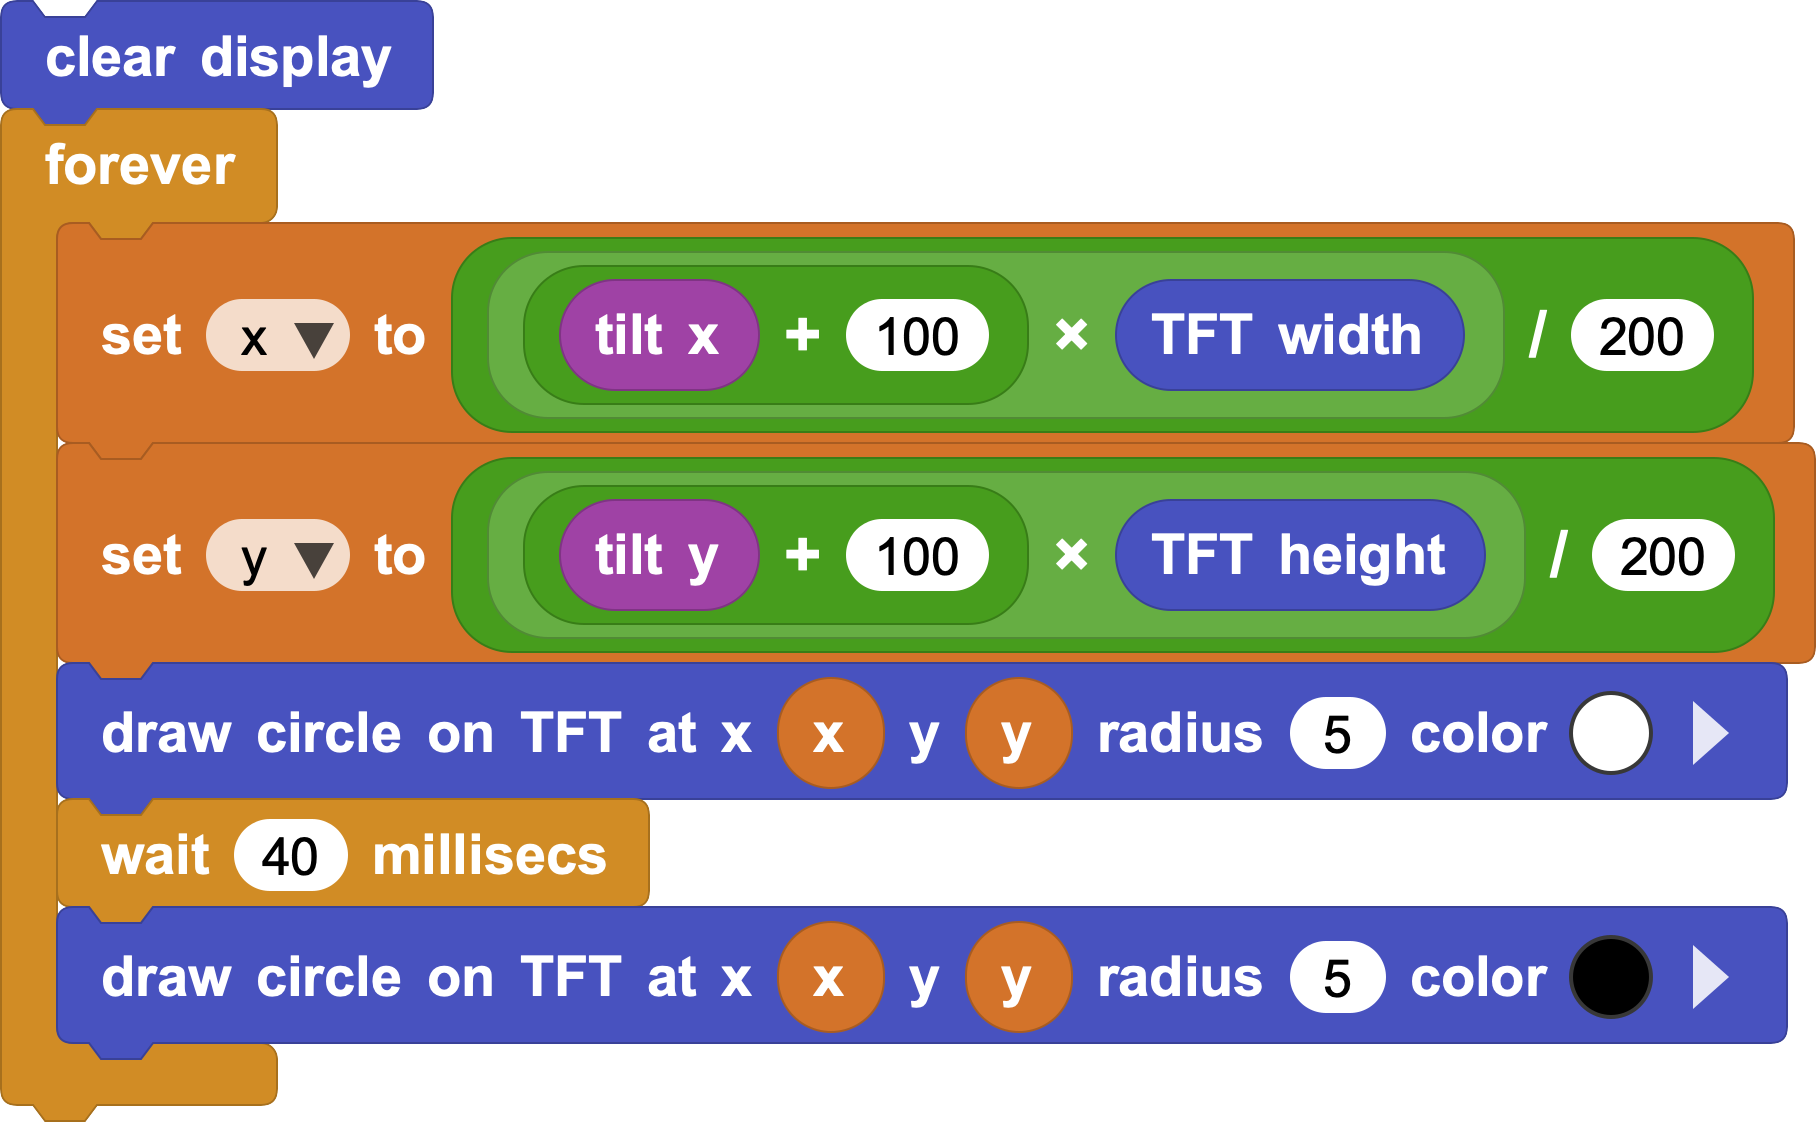 clear display
forever
set x ▼ to tilt x + 100 × TFT width / 200
set y ▼ to tilt y + 100 × TFT height / 200
draw circle on TFT at x x y y radius 5 color
wait 40 millisecs
draw circle on TFT at x x y y radius 5 color